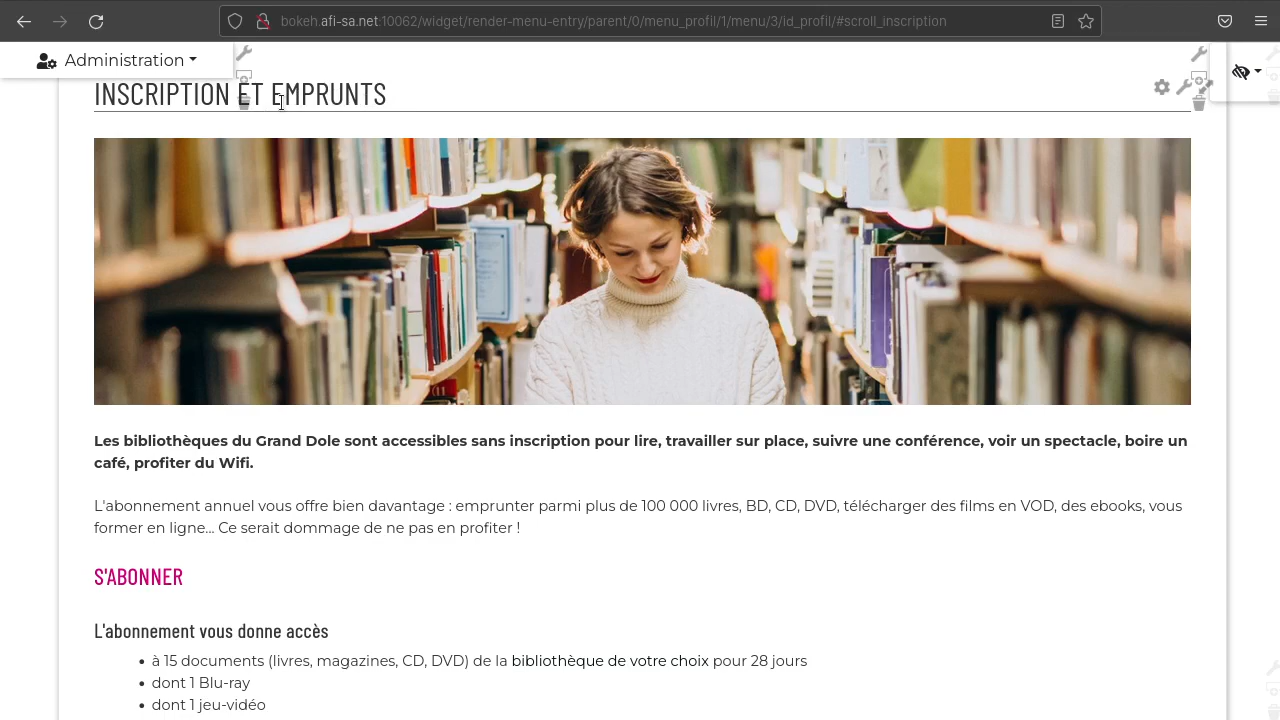 bokeh.afi-sa.net:10062/widget/render-menu-entry/parent/0/menu_profil/1/menu/3/id_profil/#scroll_inscription
Administration
INSCRIPTION ET EMPRUNTS
Les bibliothèques du Grand Dole sont accessibles sans inscription pour lire, travailler sur place, suivre une conférence, voir un spectacle, boire un
café, profiter du Wifi.
L'abonnement annuel vous offre bien davantage : emprunter parmi plus de 100 000 livres, BD, CD, DVD, télécharger des films en VOD, des ebooks, vous
former en ligne... Ce serait dommage de ne pas en profiter !
S'ABONNER
L'abonnement vous donne accès
• à 15 documents (livres, magazines, CD, DVD) de la bibliothèque de votre choix pour 28 jours
• dont 1 Blu-ray
• dont 1 jeu-vidéo